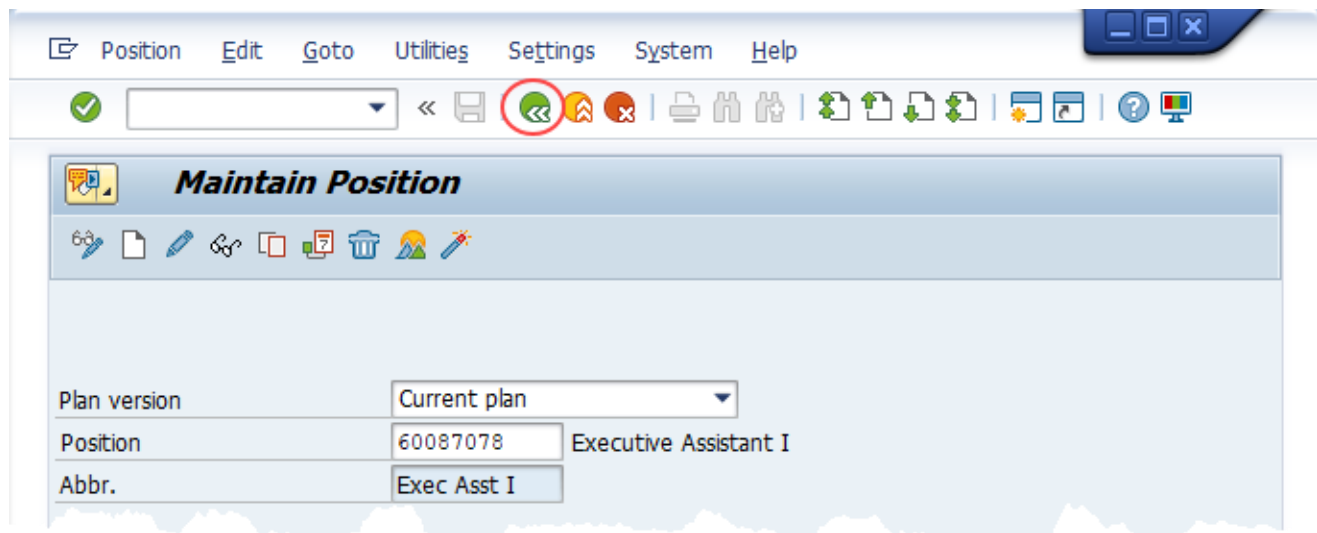 Position Edit Goto Utilities Settings System Help
Maintain Position
Plan version Current plan
Position 60087078 Executive Assistant I
Abbr. Exec Asst I